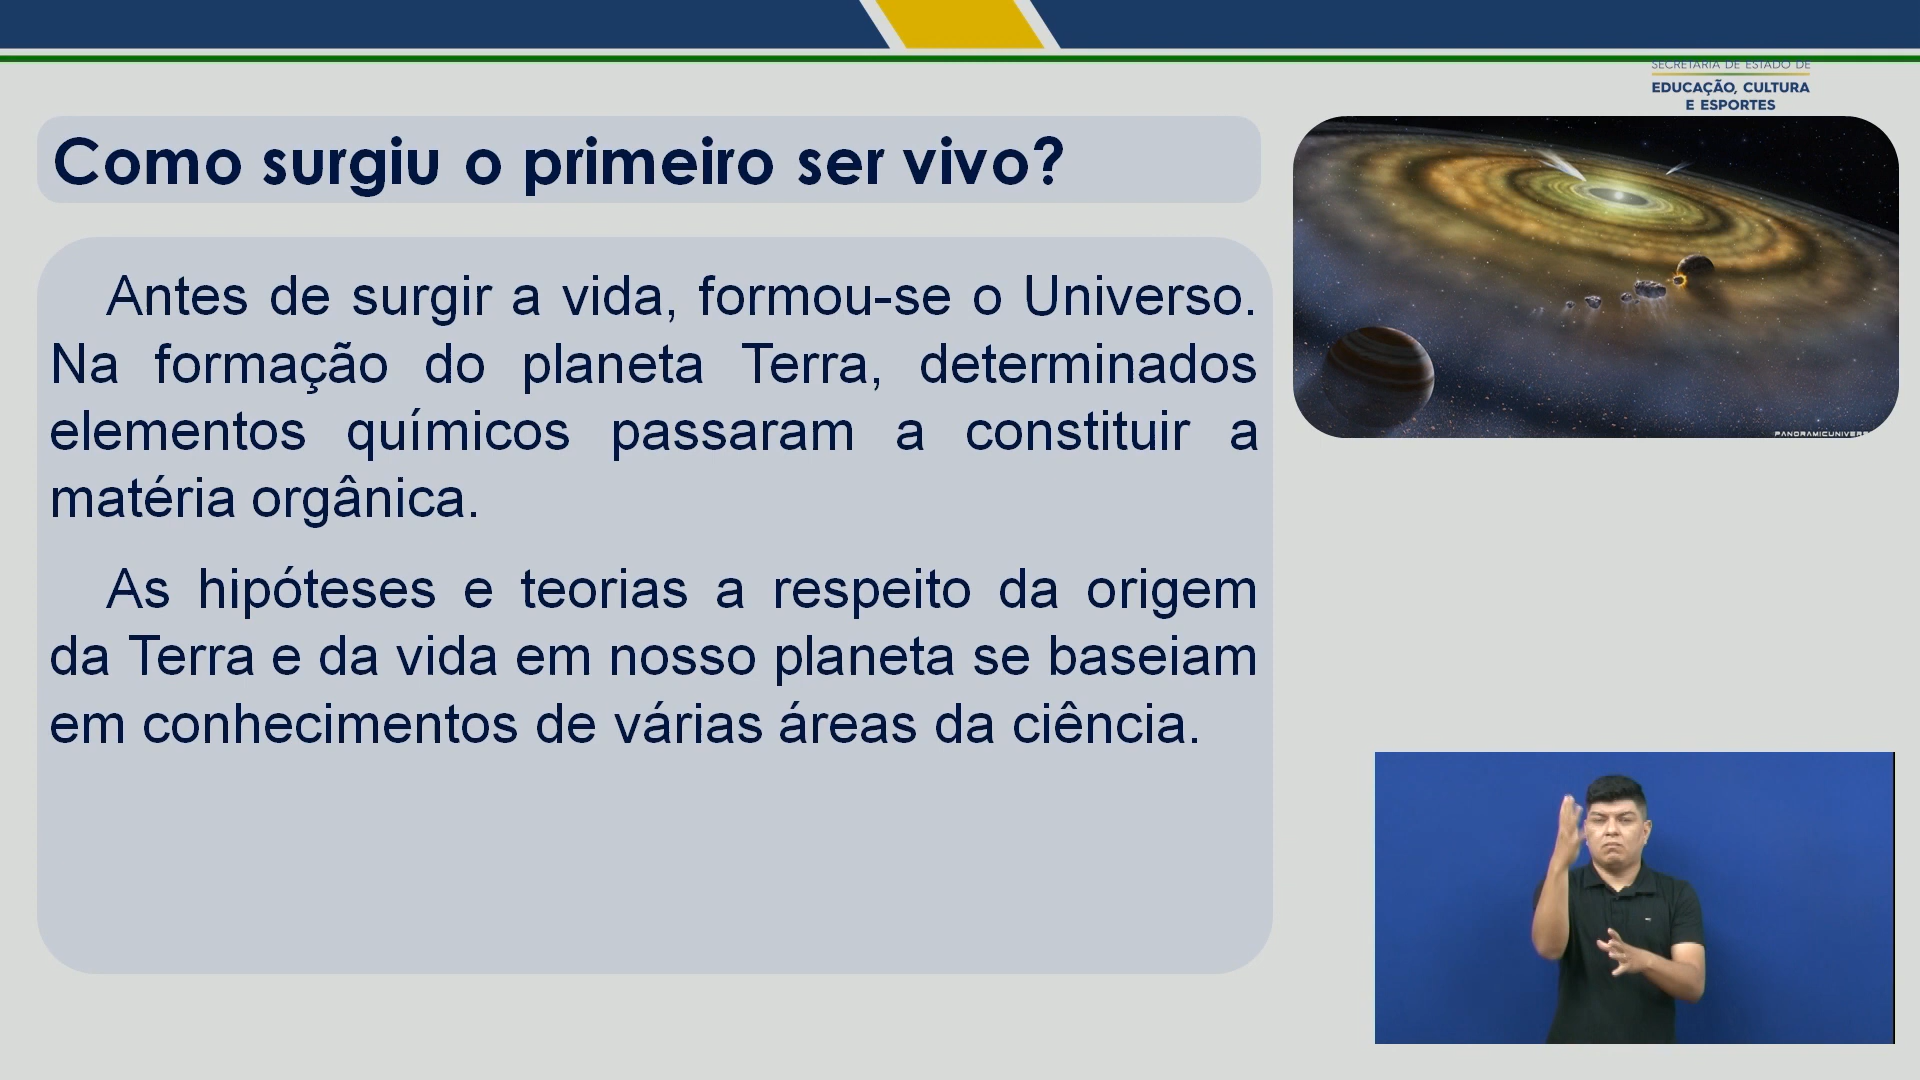 SECRETARIA DE ESTADO DE
EDUCAÇÃO, CULTURA
E ESPORTES
Como surgiu o primeiro ser vivo?
Antes de surgir a vida, formou-se o Universo.
Na formação do planeta Terra, determinados
elementos químicos passaram a constituir a
matéria orgânica.
As hipóteses e teorias a respeito da origem
da Terra e da vida em nosso planeta se baseiam
em conhecimentos de várias áreas da ciência.